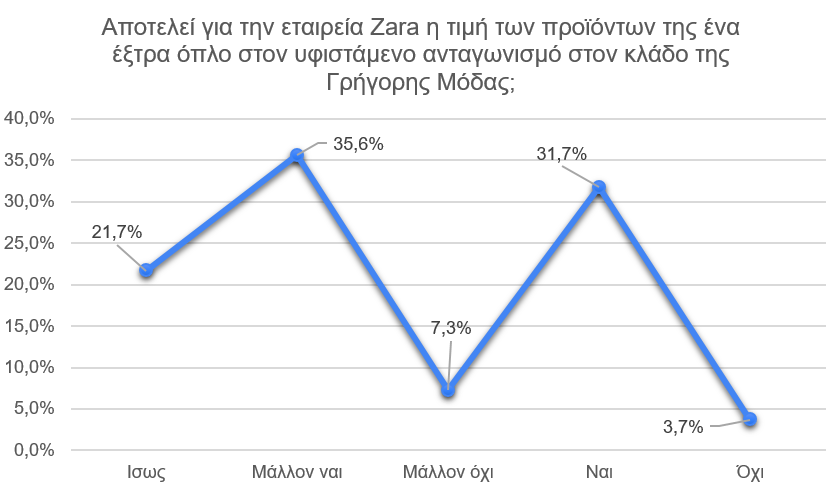 Αποτελεί για την εταιρεία Zara η τιμή των προϊόντων της ένα
έξτρα όπλο στον υφιστάμενο ανταγωνισμό στον κλάδο της
Γρήγορης Μόδας;
40,0%
35,0%
30,0%
25,0%
20,0%
15,0%
10,0%
5,0%
0,0%
21,7%
35,6%
7,3%
31,7%
3,7%
Ισως
Μάλλον ναι
Μάλλον όχι
Ναι
Όχι